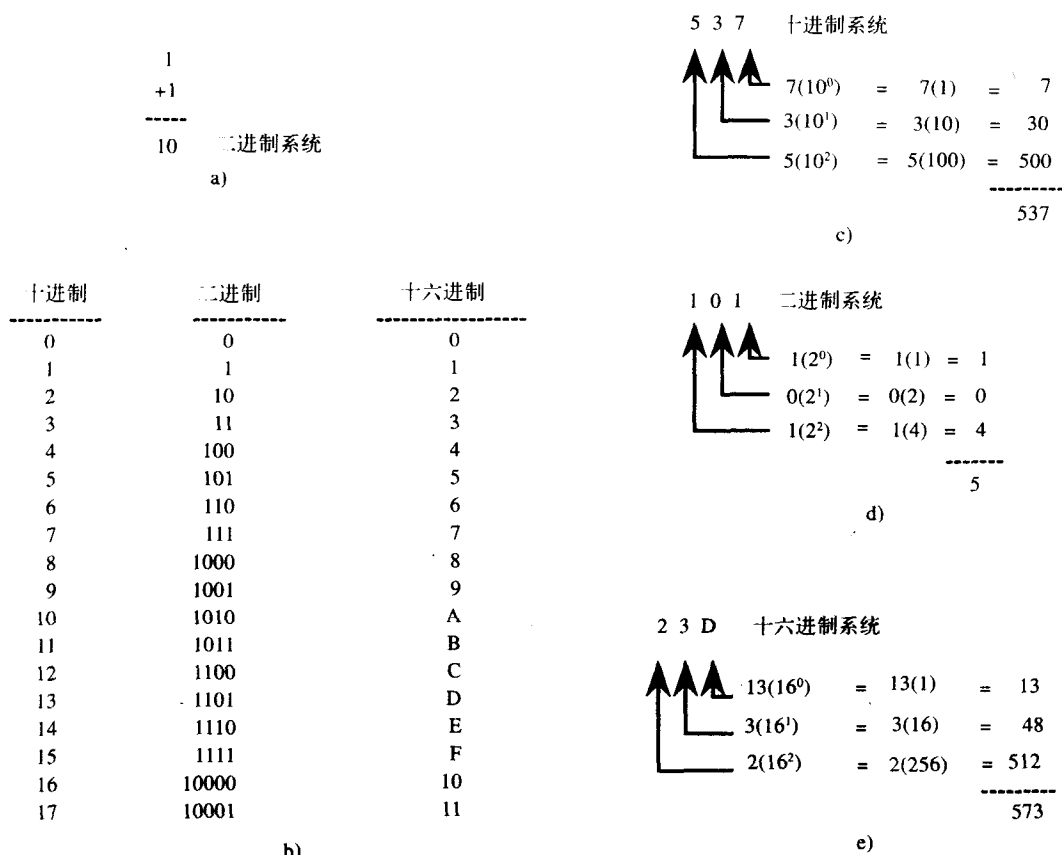 1
+1
10 二进制系统
a)
十进制 二进制 十六进制
0 0 0
1 1 1
2 10 2
3 11 3
4 100 4
5 101 5
6 110 6
7 111 7
8 1000 8
9 1001 9
10 1010 A
11 1011 B
12 1100 C
13 1101 D
14 1110 E
15 1111 F
16 10000 10
17 10001 11
b)
5 3 7 十进制系统
7(10⁰) = 7(1) = 7
3(10¹) = 3(10) = 30
5(10²) = 5(100) = 500
537
c)
1 0 1 二进制系统
1(2⁰) = 1(1) = 1
0(2¹) = 0(2) = 0
1(2²) = 1(4) = 4
5
d)
2 3 D 十六进制系统
13(16⁰) = 13(1) = 13
3(16¹) = 3(16) = 48
2(16²) = 2(256) = 512
573
e)